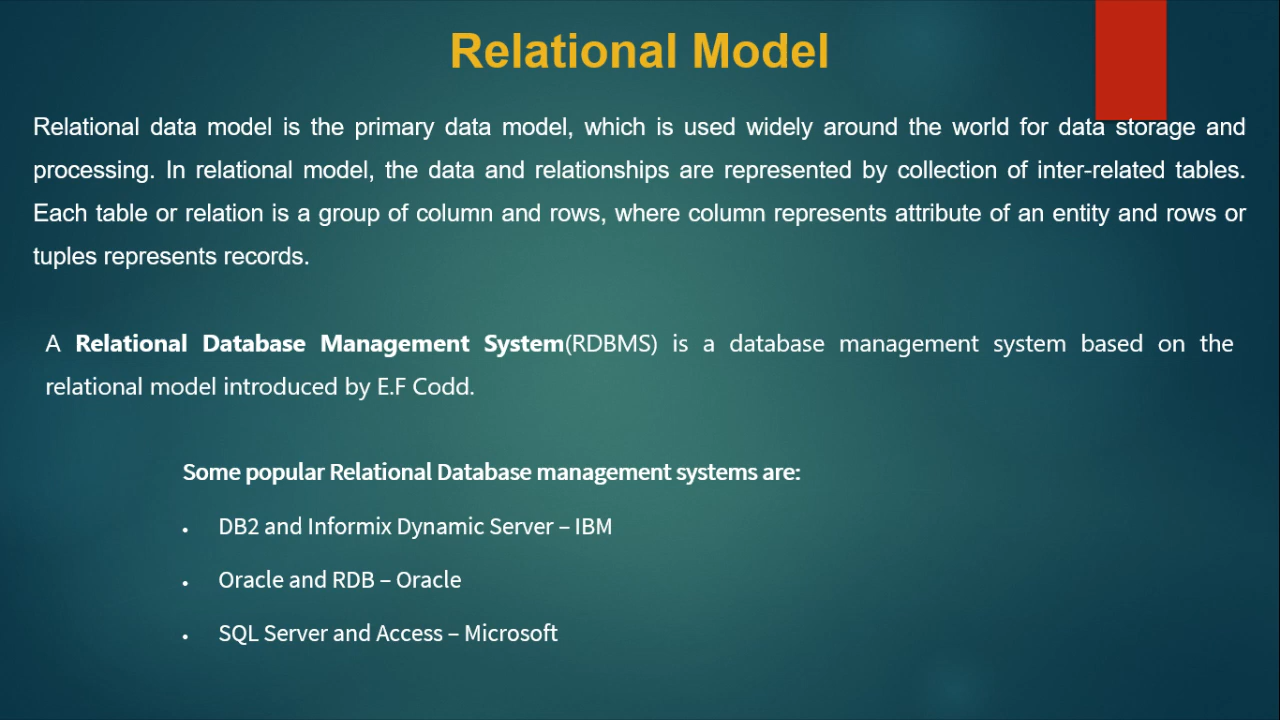 Relational Model
Relational data model is the primary data model, which is used widely around the world for data storage and
processing. In relational model, the data and relationships are represented by collection of inter-related tables.
Each table or relation is a group of column and rows, where column represents attribute of an entity and rows or
tuples represents records.
A Relational Database Management System(RDBMS) is a database management system based on the
relational model introduced by E.F Codd.
Some popular Relational Database management systems are:
• DB2 and Informix Dynamic Server – IBM
• Oracle and RDB – Oracle
• SQL Server and Access – Microsoft